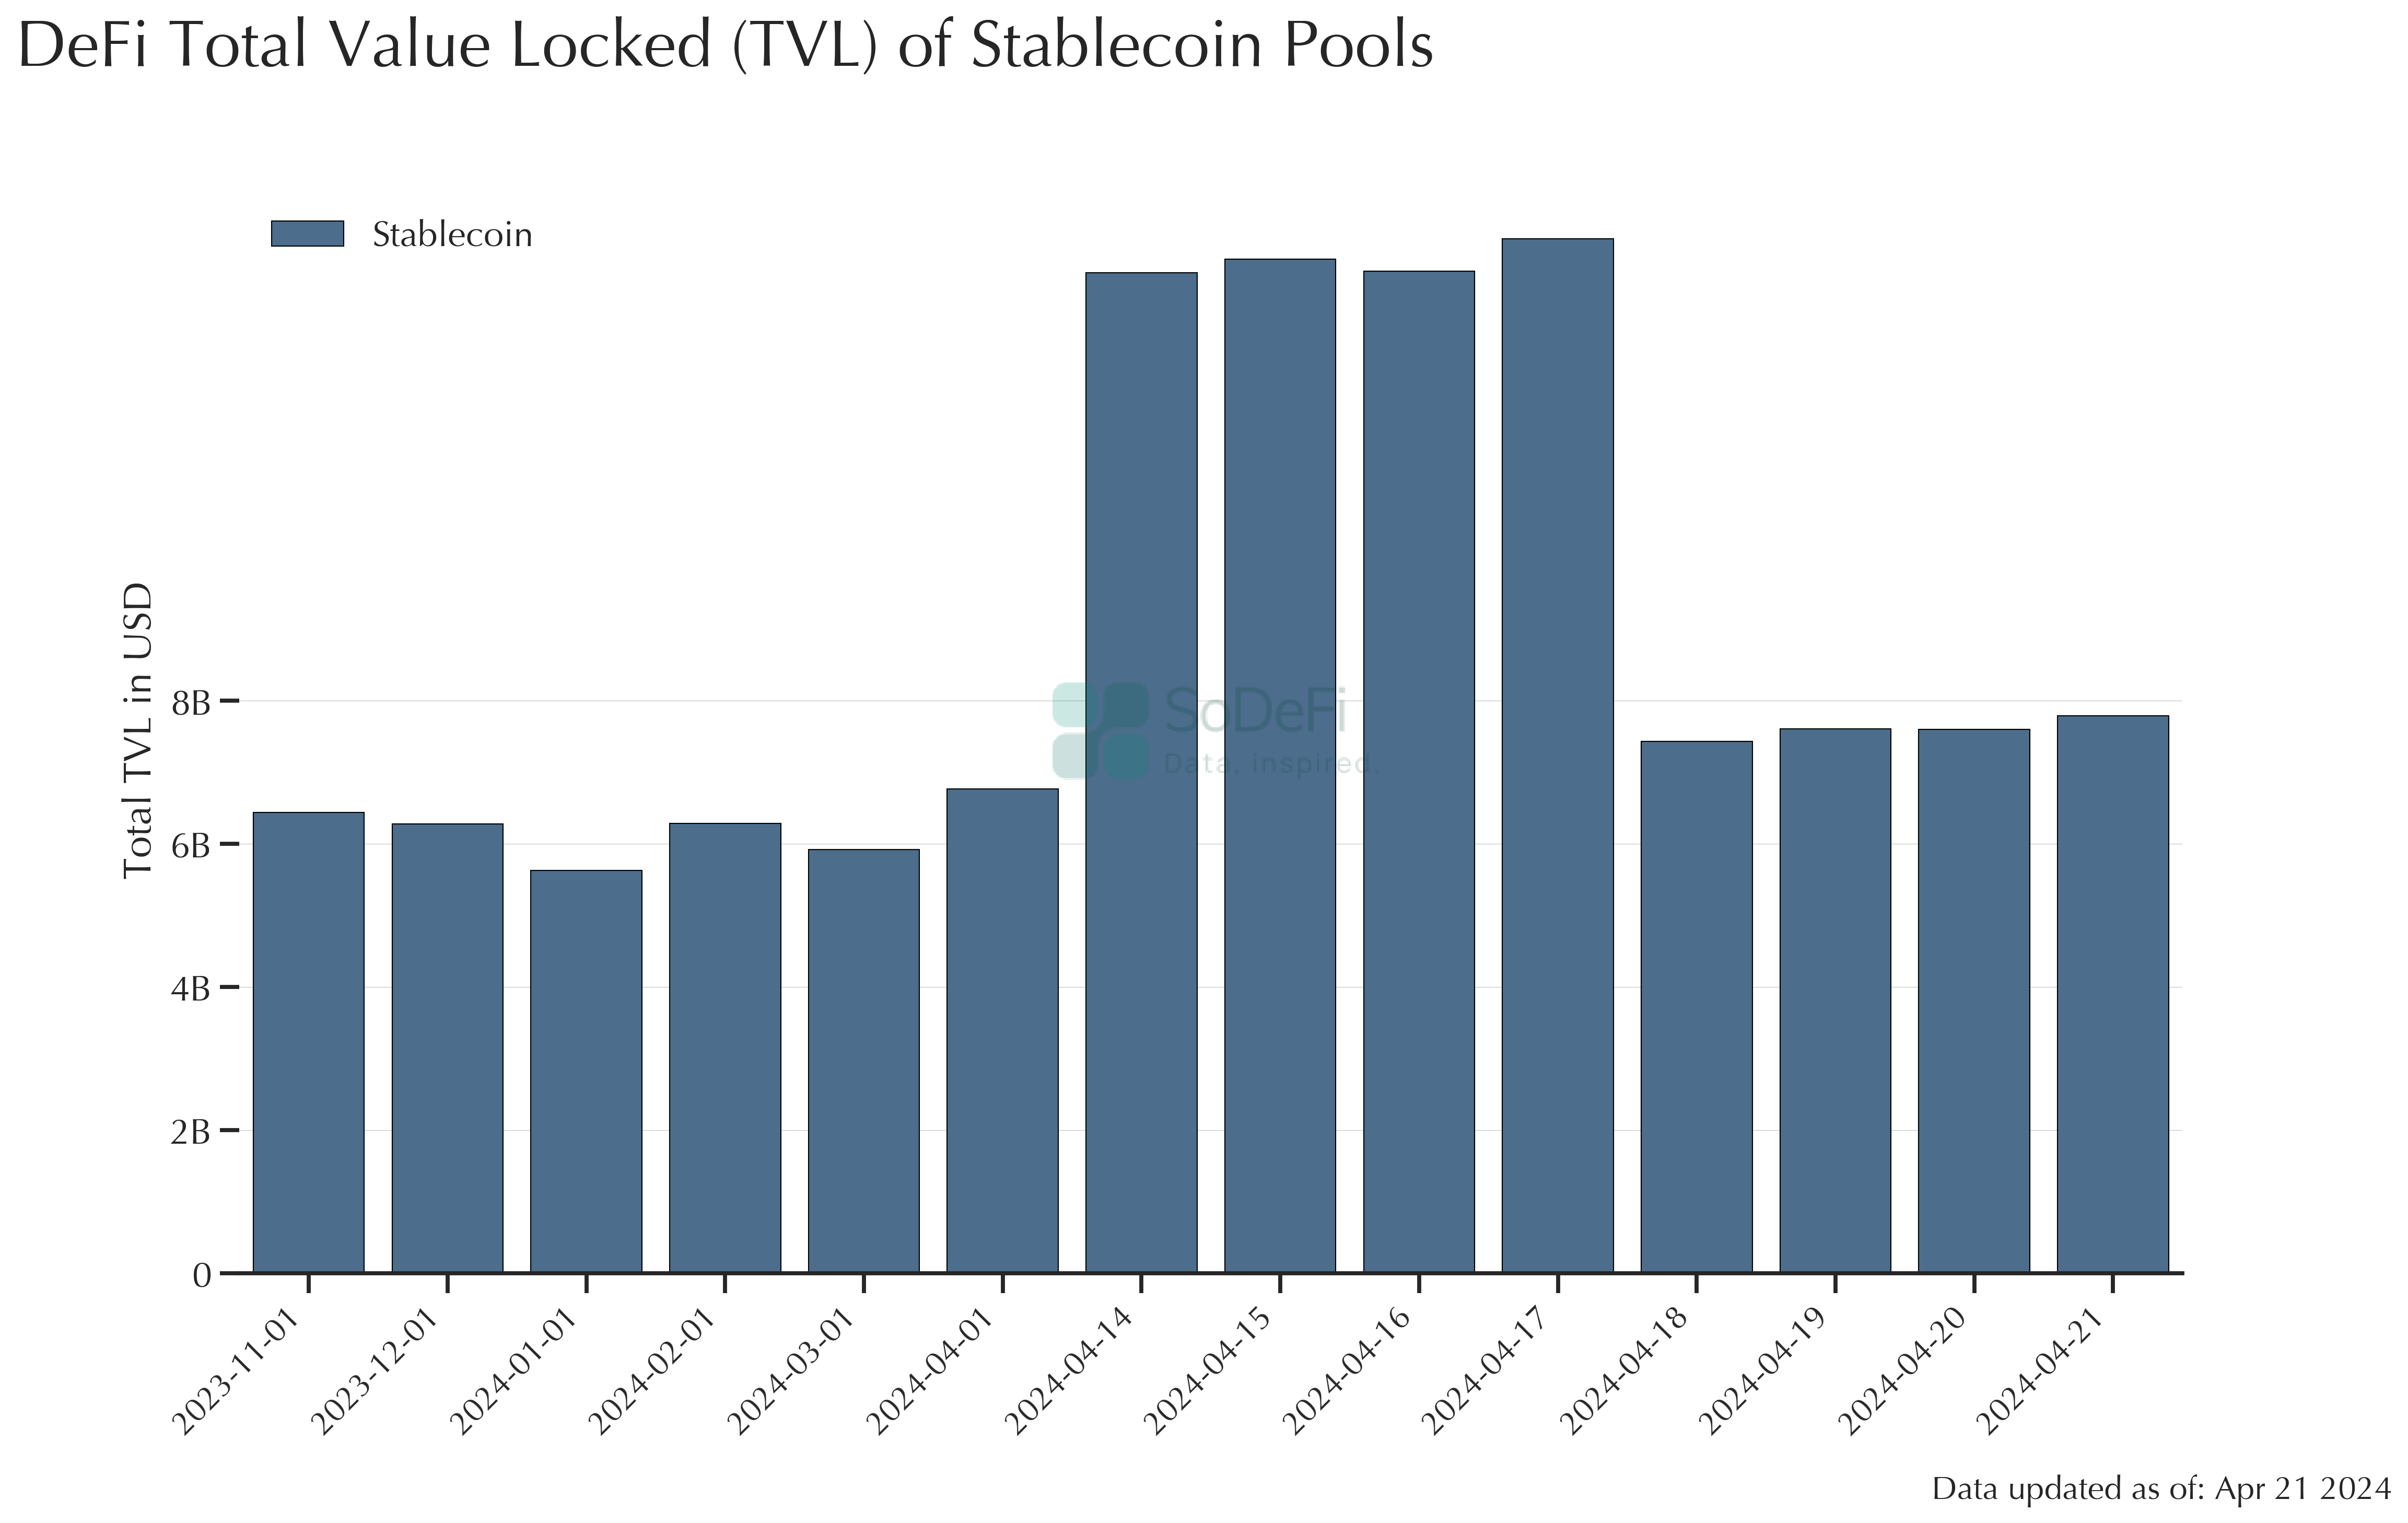 DeFi Total Value Locked (TVL) of Stablecoin Pools
Stablecoin
Total TVL in USD
8B
6B
4B
2B
0
SoDeFi
Data, inspired.
2023-11-01
2023-12-01
2024-01-01
2024-02-01
2024-03-01
2024-04-01
2024-04-14
2024-04-15
2024-04-16
2024-04-17
2024-04-18
2024-04-19
2024-04-20
2024-04-21
Data updated as of: Apr 21 2024